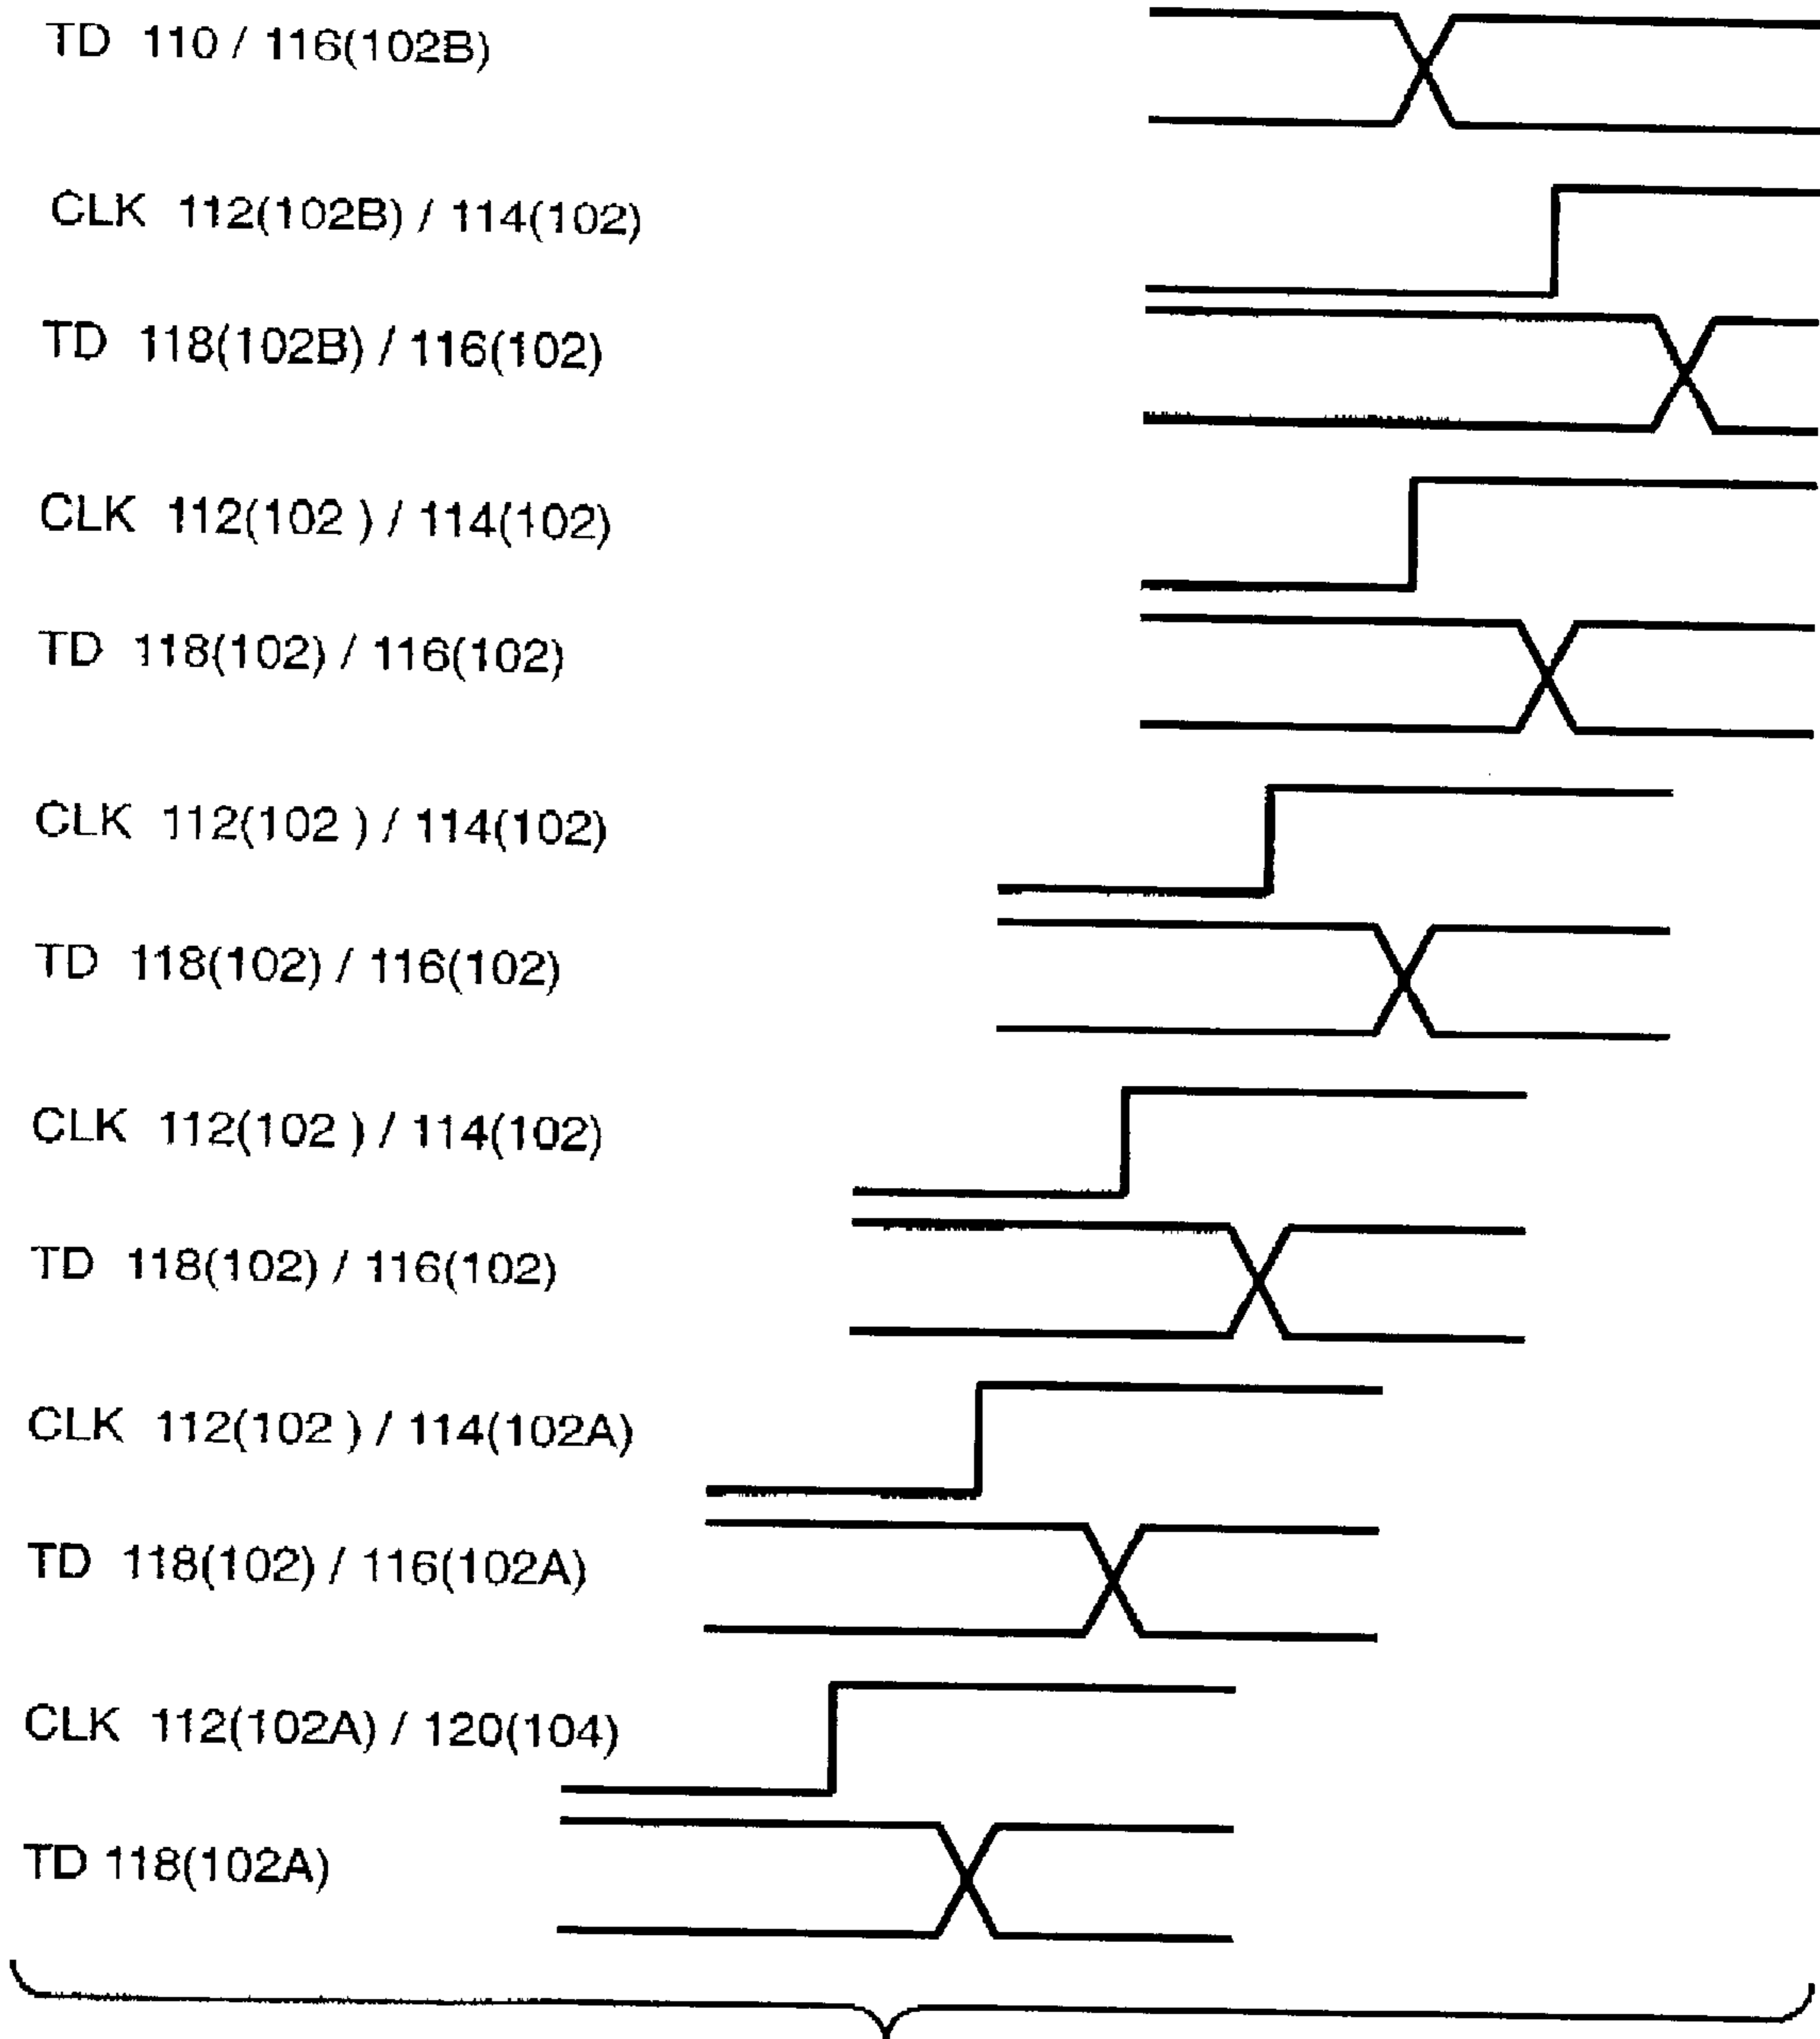 TD 110 / 116(102B)
CLK 112(102B) / 114(102)
TD 118(102B) / 116(102)
CLK 112(102 ) / 114(102)
TD 118(102) / 116(102)
CLK 112(102 ) / 114(102)
TD 118(102) / 116(102)
CLK 112(102 ) / 114(102)
TD 118(102) / 116(102)
CLK 112(102 ) / 114(102A)
TD 118(102) / 116(102A)
CLK 112(102A) / 120(104)
TD 118(102A)